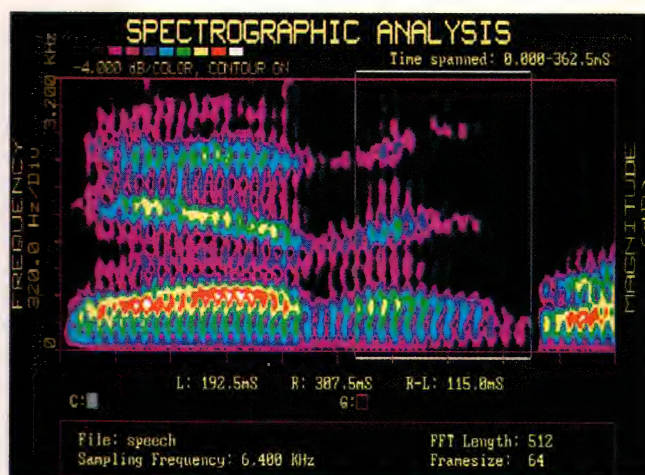 SPECTROGRAPHIC ANALYSIS
-4.000 dB/COLOR, CONTOUR ON
Time spanned: 0.000-362.5mS
3.200 kHz
FREQUENCY
320.0 Hz/Div
0
MAGNITUDE
L: 192.5mS R: 307.5mS R-L: 115.0mS
C: G:
File: speech
Sampling Frequency: 6.400 KHz
FFT Length: 512
Framesize: 64